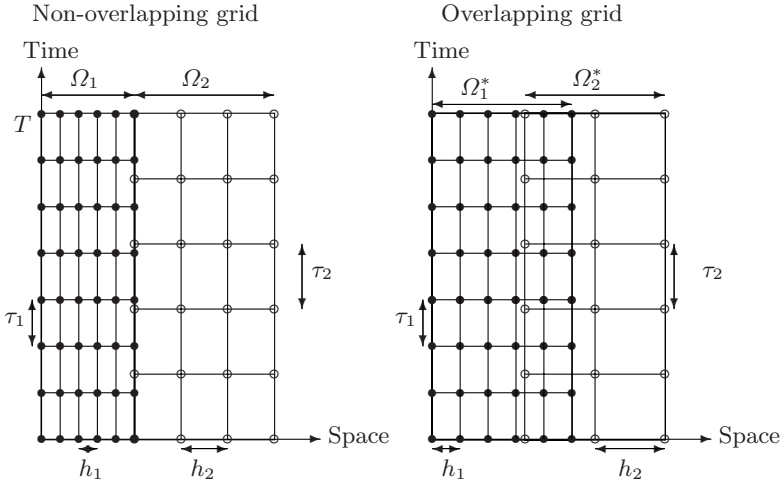 Non-overlapping grid
Overlapping grid
Time
Time
Ω₁
Ω₂
Ω₁*
Ω₂*
T
τ₂
τ₂
τ₁
τ₁
Space
Space
h₁
h₂
h₁
h₂